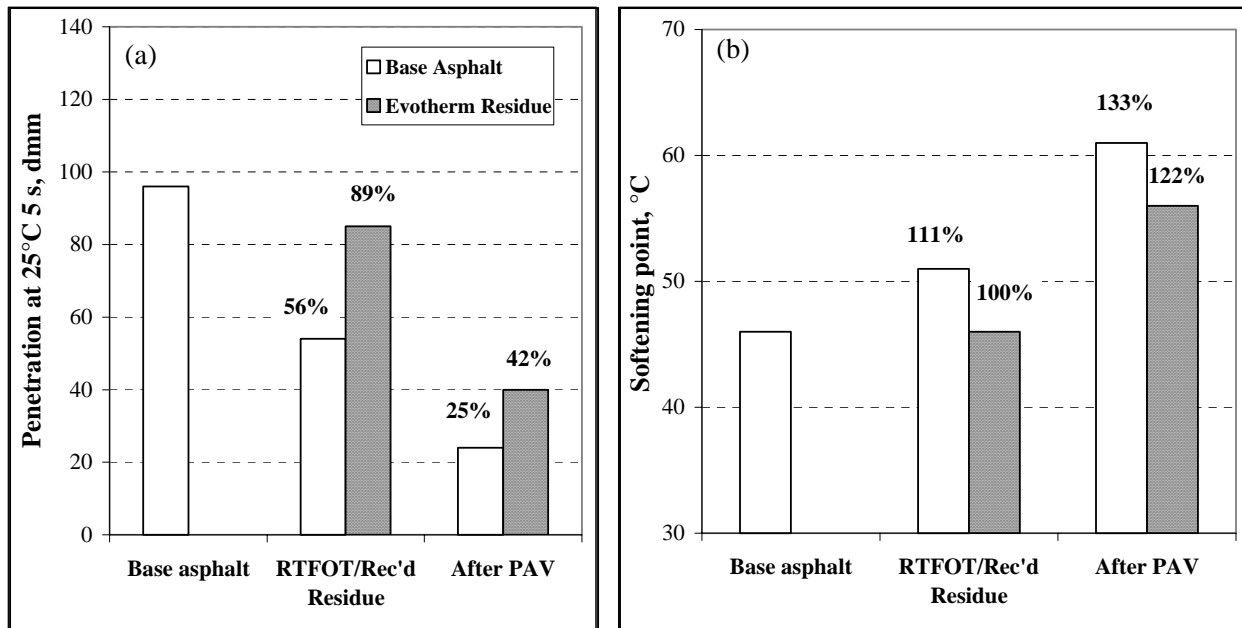 (a)
Base Asphalt
Evotherm Residue
140
120
100
80
60
40
20
0
Penetration at 25°C 5 s, dmm
56%
89%
25%
42%
Base asphalt
RTFOT/Rec'd
Residue
After PAV
(b)
70
60
50
40
30
Softening point, °C
111%
100%
133%
122%
Base asphalt
RTFOT/Rec'd
Residue
After PAV